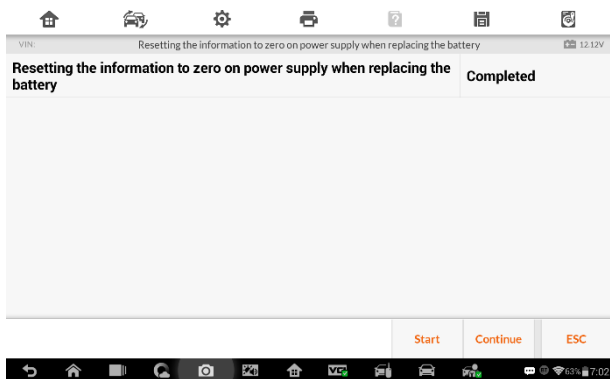 VIN:
Resetting the information to zero on power supply when replacing the battery
12.12V
Resetting the information to zero on power supply when replacing the
battery
Completed
Start
Continue
ESC
63%
7:02